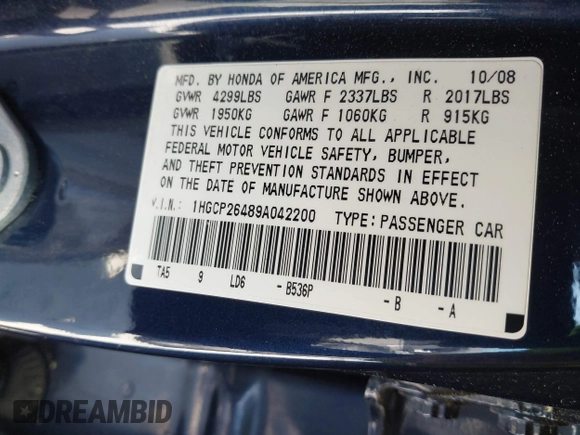 MFD. BY HONDA OF AMERICA MFG., INC. 10/08
GVWR 4299LBS GAWR F 2337LBS R 2017LBS
GVWR 1950KG GAWR F 1060KG R 915KG
THIS VEHICLE CONFORMS TO ALL APPLICABLE
FEDERAL MOTOR VEHICLE SAFETY, BUMPER,
AND THEFT PREVENTION STANDARDS IN EFFECT
ON THE DATE OF MANUFACTURE SHOWN ABOVE.
V.I.N.: 1HGCP26489A042200 TYPE: PASSENGER CAR
TA5 9 LD6 - B536P - B - A
DREAMBID